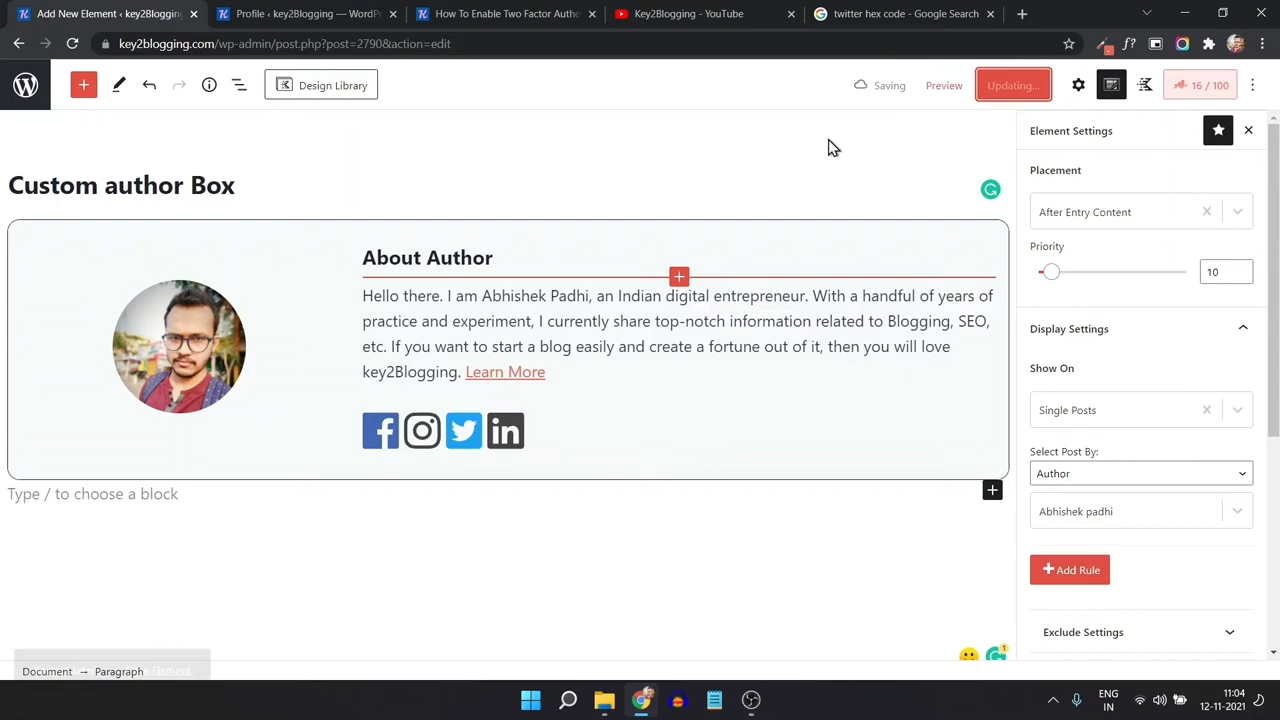 Add New Element ‹ key2Blogging
Profile ‹ key2Blogging — WordPr
How To Enable Two Factor Authe
Key2Blogging - YouTube
twitter hex code - Google Search
key2blogging.com/wp-admin/post.php?post=2790&action=edit
Design Library
Saving
Preview
Updating...
16 / 100
Element Settings
Placement
After Entry Content
Priority
10
Custom author Box
About Author
Hello there. I am Abhishek Padhi, an Indian digital entrepreneur. With a handful of years of
practice and experiment, I currently share top-notch information related to Blogging, SEO,
etc. If you want to start a blog easily and create a fortune out of it, then you will love
key2Blogging. Learn More
Type / to choose a block
Display Settings
Show On
Single Posts
Select Post By:
Author
Abhishek padhi
Add Rule
Exclude Settings
Document → Paragraph
1
ENG
IN
11:04
12-11-2021